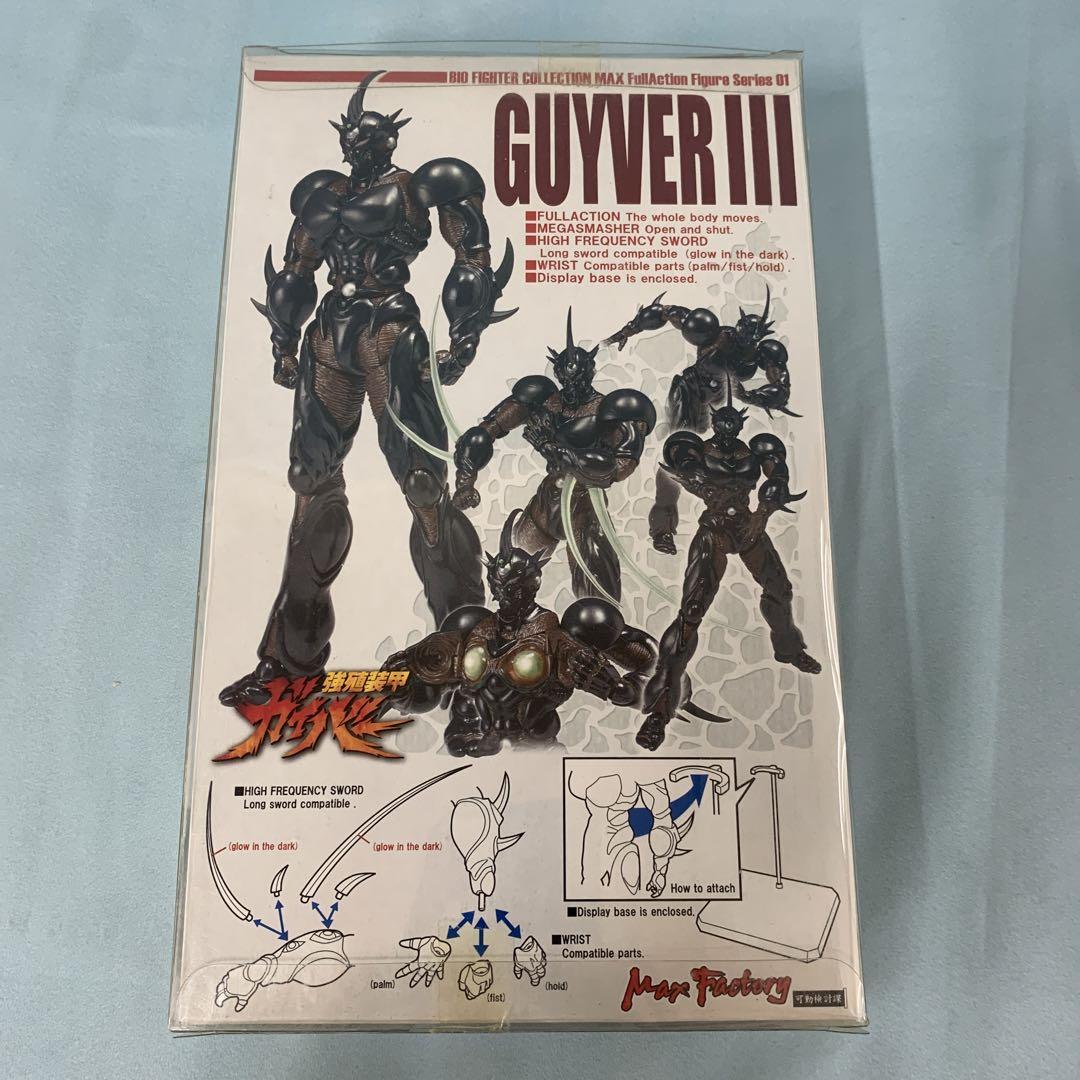 BIO FIGHTER COLLECTION MAX FullAction Figure Series 01
GUYVER III
■FULLACTION The whole body moves.
■MEGASMASHER Open and shut.
■HIGH FREQUENCY SWORD
Long sword compatible (glow in the dark).
■WRIST Compatible parts (palm/fist/hold).
■Display base is enclosed.
強殖装甲
ガイバー
■HIGH FREQUENCY SWORD
Long sword compatible.
(glow in the dark)
(glow in the dark)
How to attach
■Display base is enclosed.
■WRIST
Compatible parts.
(palm)
(fist)
(hold)
Max Factory
可動検討課